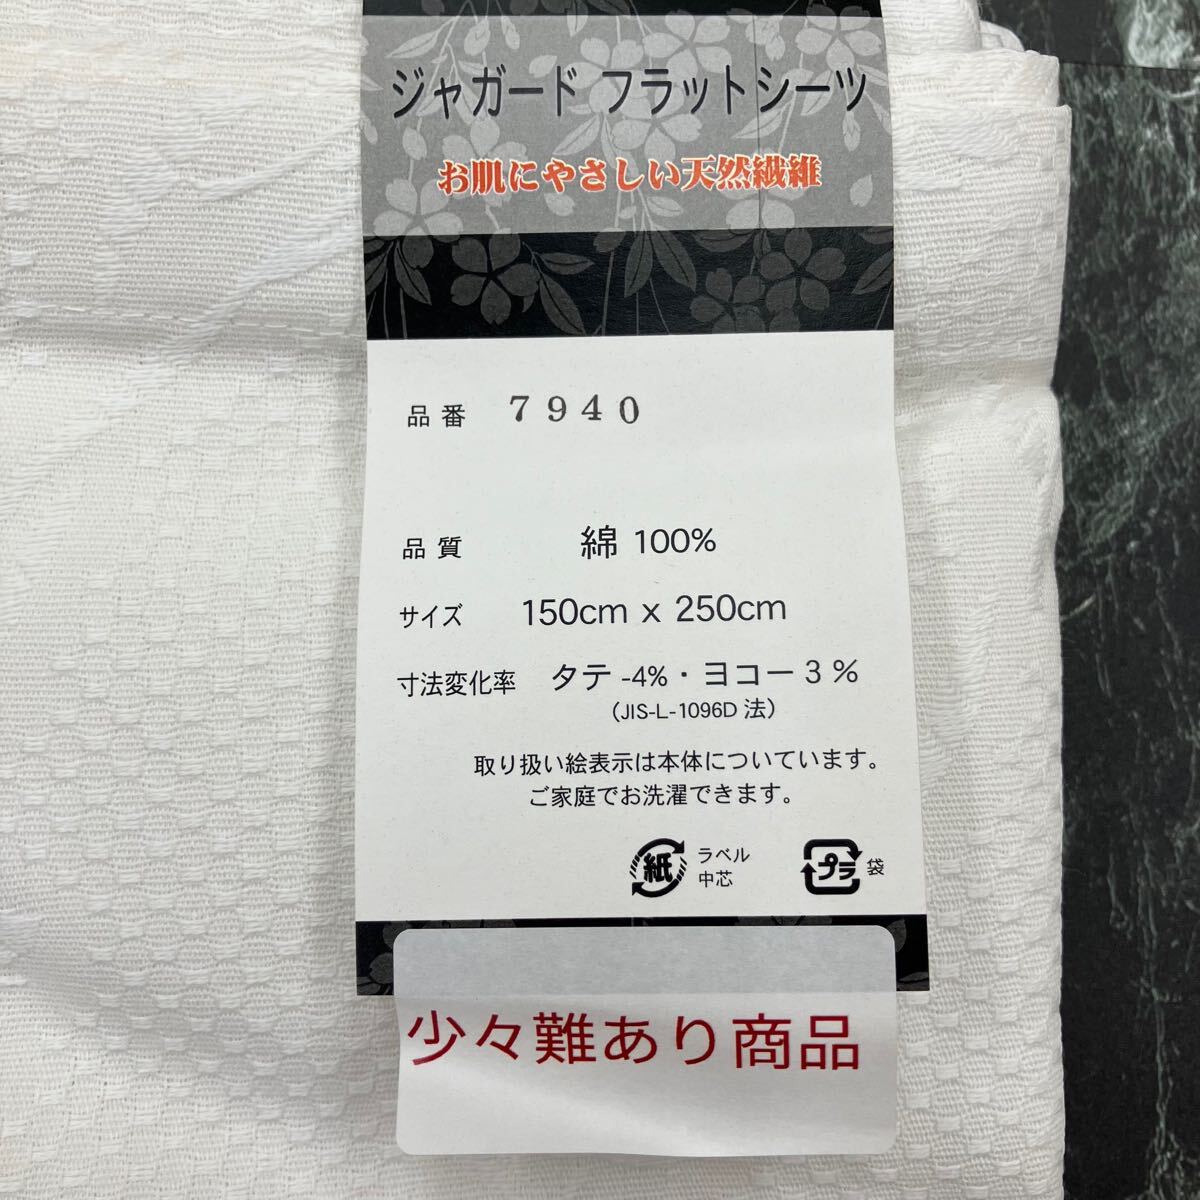 ジャガード フラットシーツ
お肌にやさしい天然繊維
品番 7940
品質 綿 100%
サイズ 150cm x 250cm
寸法変化率 タテ -4%・ヨコー 3 %
(JIS-L-1096D 法)
取り扱い絵表示は本体についています。
ご家庭でお洗濯できます。
紙 ラベル
中芯
プラ 袋
少々難あり商品